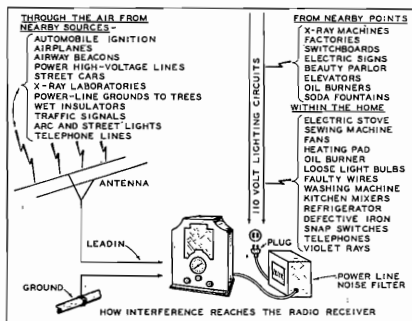 THROUGH THE AIR FROM
NEARBY SOURCES-
AUTOMOBILE IGNITION
AIRPLANES
AIRWAY BEACONS
POWER HIGH-VOLTAGE LINES
STREET CARS
X-RAY LABORATORIES
POWER-LINE GROUNDS TO TREES
WET INSULATORS
TRAFFIC SIGNALS
ARC AND STREET LIGHTS
TELEPHONE LINES
ANTENNA
LEADIN
GROUND
110 VOLT LIGHTING CIRCUITS
FROM NEARBY POINTS
X-RAY MACHINES
FACTORIES
SWITCHBOARDS
ELECTRIC SIGNS
BEAUTY PARLOR
ELEVATORS
OIL BURNERS
SODA FOUNTAINS
WITHIN THE HOME
ELECTRIC STOVE
SEWING MACHINE
FANS
HEATING PAD
OIL BURNER
LOOSE LIGHT BULBS
FAULTY WIRES
WASHING MACHINE
KITCHEN MIXERS
REFRIGERATOR
DEFECTIVE IRON
SNAP SWITCHES
TELEPHONES
VIOLET RAYS
PLUG
POWER LINE
NOISE FILTER
HOW INTERFERENCE REACHES THE RADIO RECEIVER